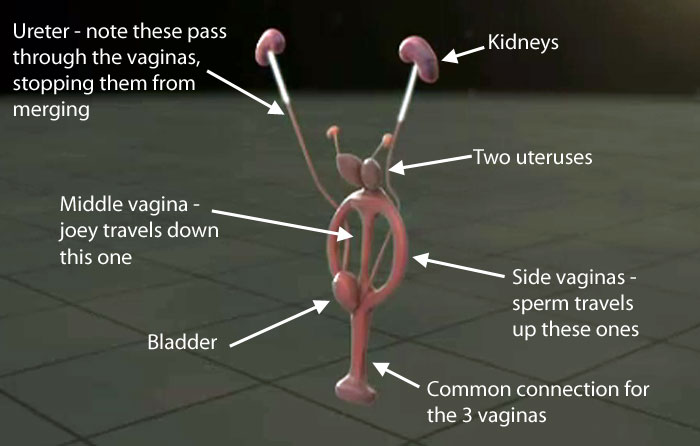 Ureter - note these pass
through the vaginas,
stopping them from
merging
Kidneys
Two uteruses
Middle vagina -
joey travels down
this one
Side vaginas -
sperm travels
up these ones
Bladder
Common connection for
the 3 vaginas